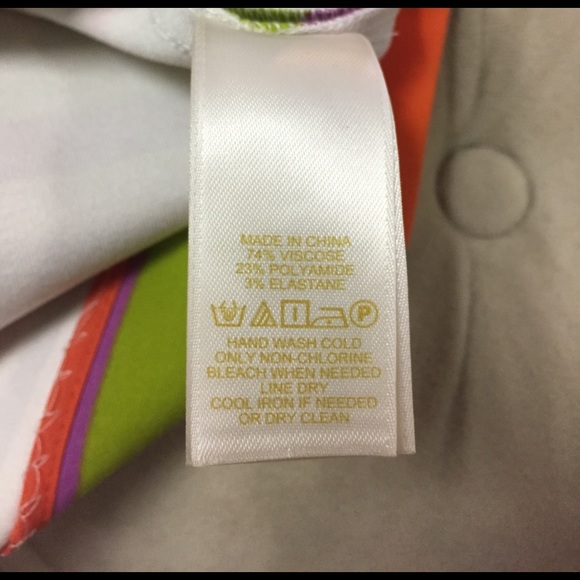 MADE IN CHINA
74% VISCOSE
23% POLYAMIDE
3% ELASTANE
P
HAND WASH COLD
ONLY NON-CHLORINE
BLEACH WHEN NEEDED
LINE DRY
COOL IRON IF NEEDED
OR DRY CLEAN